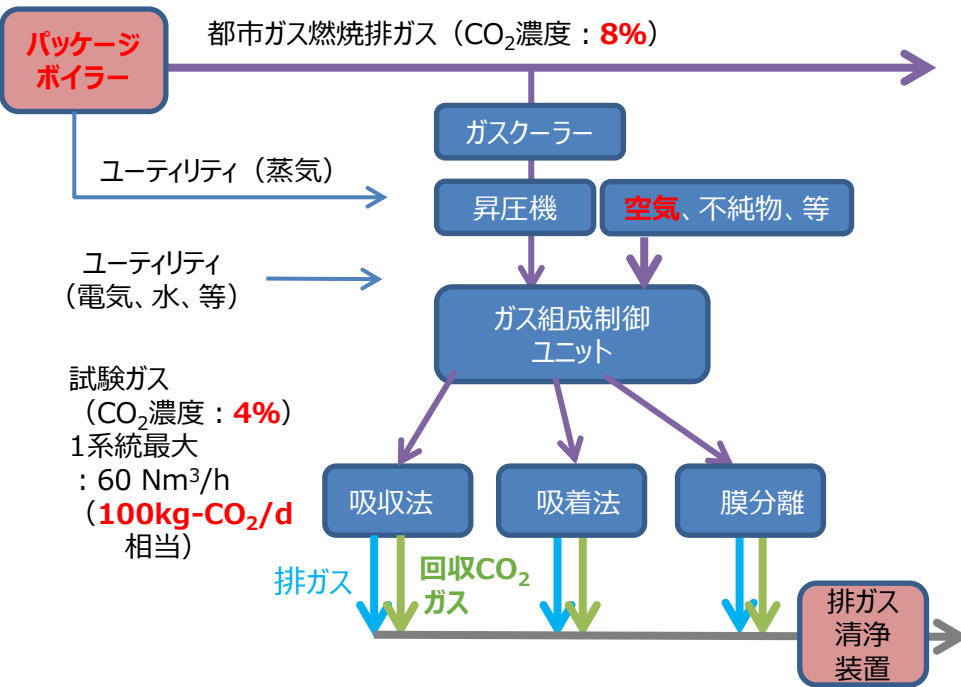 パッケージ
ボイラー
都市ガス燃焼排ガス（CO₂濃度：8%）
ガスクーラー
ユーティリティ（蒸気）
昇圧機
空気、不純物、等
ユーティリティ
（電気、水、等）
ガス組成制御
ユニット
試験ガス
（CO₂濃度：4%）
1系統最大
：60 Nm³/h
（100kg-CO₂/d
相当）
吸収法
吸着法
膜分離
排ガス
回収CO₂
ガス
排ガス
清浄
装置